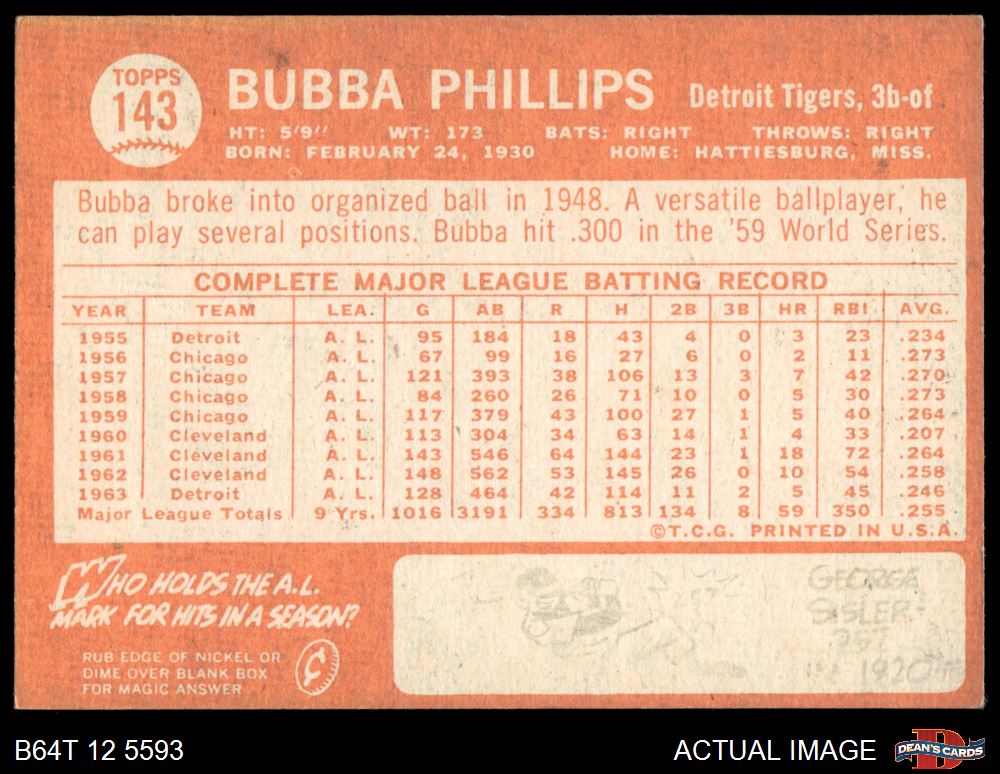 TOPPS
143
BUBBA PHILLIPS Detroit Tigers, 3b-of
HT: 5'9" WT: 173 BATS: RIGHT THROWS: RIGHT
BORN: FEBRUARY 24, 1930 HOME: HATTIESBURG, MISS.
Bubba broke into organized ball in 1948. A versatile ballplayer, he
can play several positions. Bubba hit .300 in the '59 World Series.
COMPLETE MAJOR LEAGUE BATTING RECORD
YEAR TEAM LEA. G AB R H 2B 3B HR RBI AVG.
1955 Detroit A. L. 95 184 18 43 4 0 3 23 .234
1956 Chicago A. L. 67 99 16 27 6 0 2 11 .273
1957 Chicago A. L. 121 393 38 106 13 3 7 42 .270
1958 Chicago A. L. 84 260 26 71 10 0 5 30 .273
1959 Chicago A. L. 117 379 43 100 27 1 5 40 .264
1960 Cleveland A. L. 113 304 34 63 14 1 4 33 .207
1961 Cleveland A. L. 143 546 64 144 23 1 18 72 .264
1962 Cleveland A. L. 148 562 53 145 26 0 10 54 .258
1963 Detroit A. L. 128 464 42 114 11 2 5 45 .246
Major League Totals 9 Yrs. 1016 3191 334 813 134 8 59 350 .255
©T.C.G. PRINTED IN U.S.A.
WHO HOLDS THE A.L.
MARK FOR HITS IN A SEASON?
RUB EDGE OF NICKEL OR
DIME OVER BLANK BOX
FOR MAGIC ANSWER
¢
GEORGE
SISLER:
257
IN 1920
B64T 12 5593
ACTUAL IMAGE
D
DEAN'S CARDS